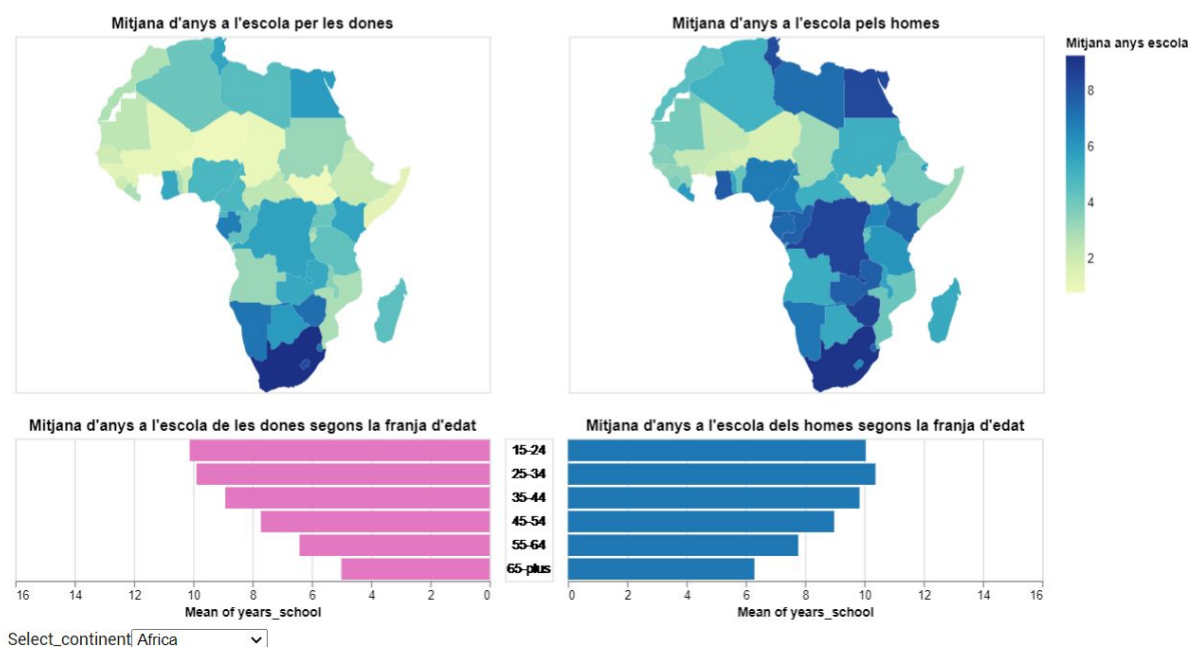 Mitjana d'anys a l'escola per les dones
Mitjana d'anys a l'escola pels homes
Mitjana anys escola
8
6
4
2
Mitjana d'anys a l'escola de les dones segons la franja d'edat
Mitjana d'anys a l'escola dels homes segons la franja d'edat
15-24
25-34
35-44
45-54
55-64
65-plus
16 14 12 10 8 6 4 2 0
Mean of years_school
0 2 4 6 8 10 12 14 16
Mean of years_school
Select_continent Africa